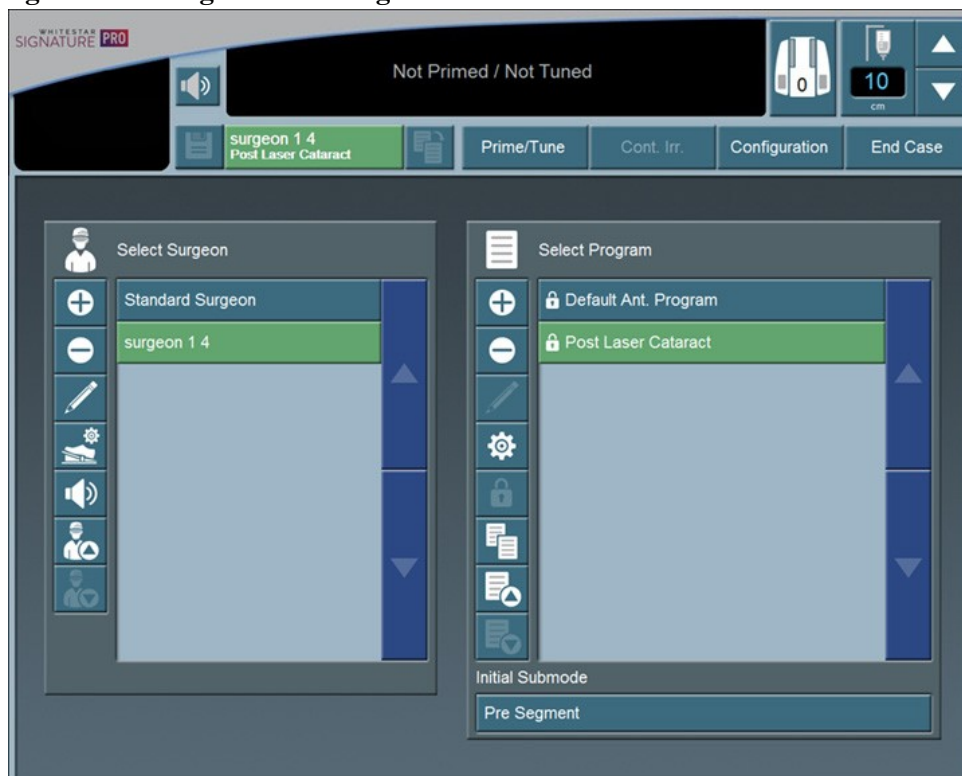 WHITESTAR
SIGNATURE PRO
Not Primed / Not Tuned
0
10
cm
surgeon 1 4
Post Laser Cataract
Prime/Tune
Cont. Irr.
Configuration
End Case
Select Surgeon
Standard Surgeon
surgeon 1 4
Select Program
Default Ant. Program
Post Laser Cataract
Initial Submode
Pre Segment